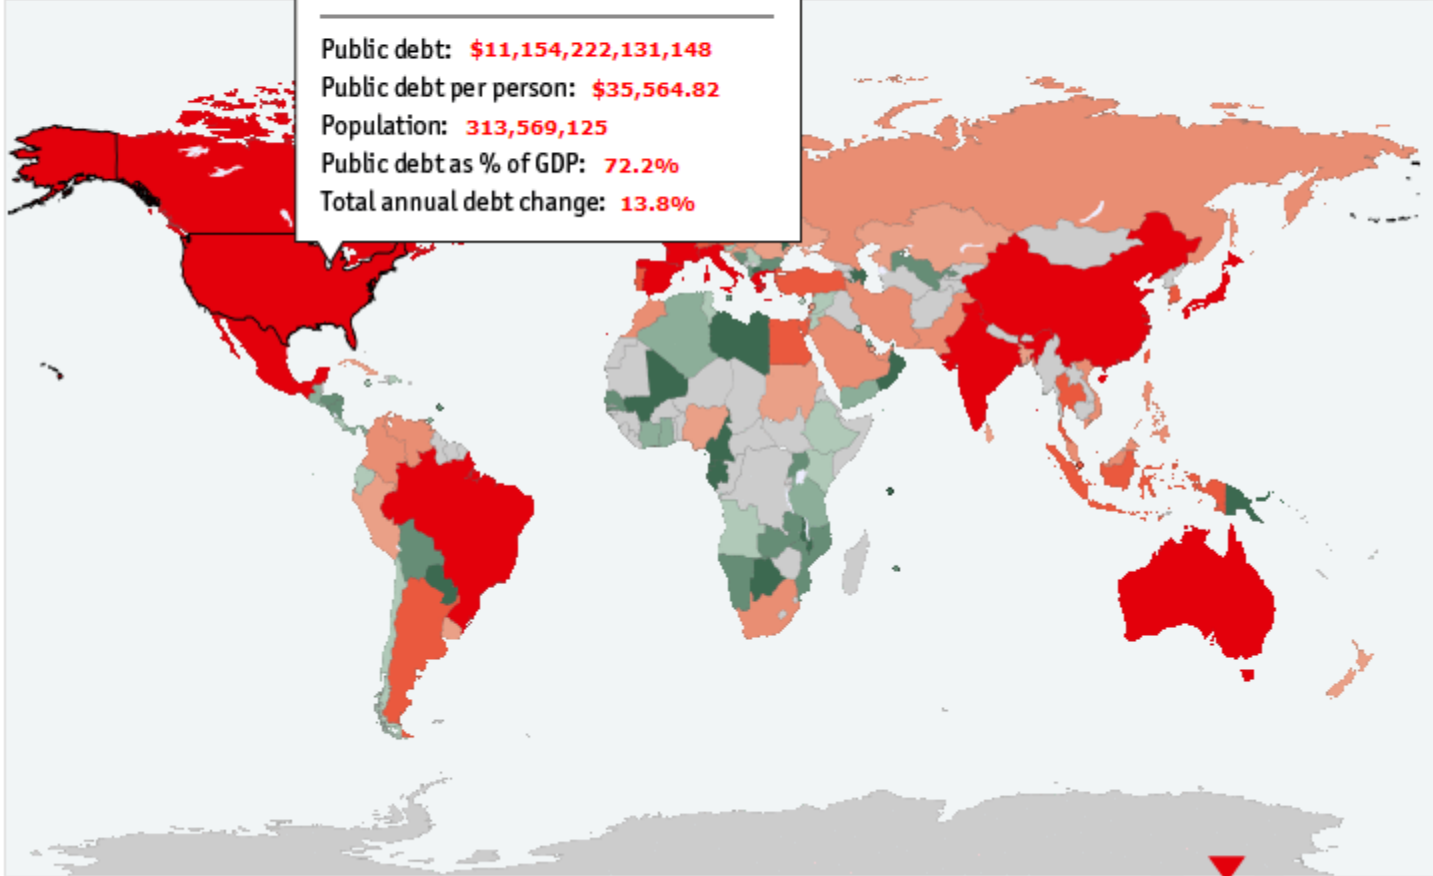 Public debt: $11,154,222,131,148
Public debt per person: $35,564.82
Population: 313,569,125
Public debt as % of GDP: 72.2%
Total annual debt change: 13.8%